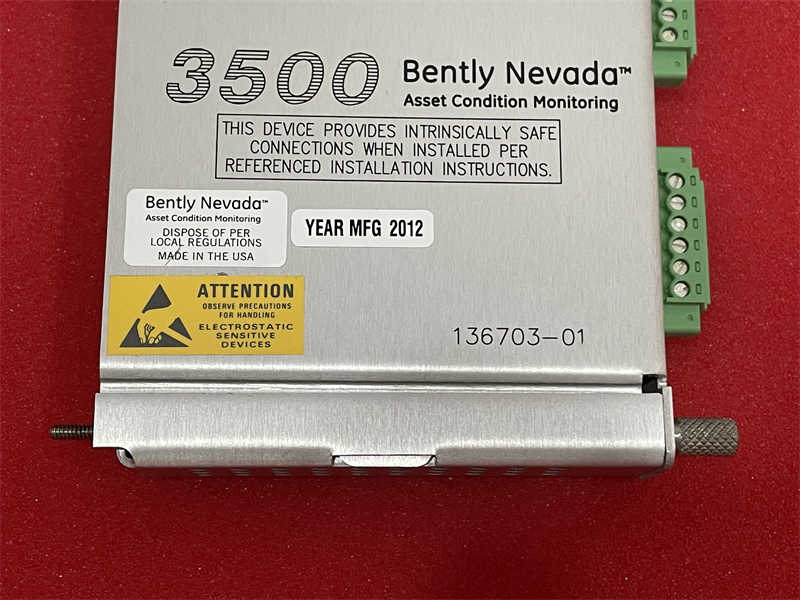 3500 Bently Nevada™
Asset Condition Monitoring
THIS DEVICE PROVIDES INTRINSICALLY SAFE
CONNECTIONS WHEN INSTALLED PER
REFERENCED INSTALLATION INSTRUCTIONS.
Bently Nevada™
Asset Condition Monitoring
DISPOSE OF PER
LOCAL REGULATIONS
MADE IN THE USA
YEAR MFG 2012
ATTENTION
OBSERVE PRECAUTIONS
FOR HANDLING
ELECTROSTATIC
SENSITIVE
DEVICES
136703-01